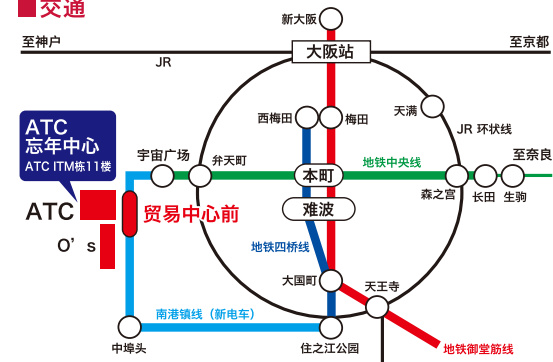 交通
新大阪
至神户
至京都
大阪站
JR
ATC
忘年中心
ATC ITM栋11楼
西梅田
梅田
天满
JR 环状线
宇宙广场
弁天町
地铁中央线
至奈良
本町
森之宫
长田
生驹
ATC
贸易中心前
难波
O's
地铁四桥线
大国町
天王寺
南港镇线（新电车）
中埠头
住之江公园
地铁御堂筋线